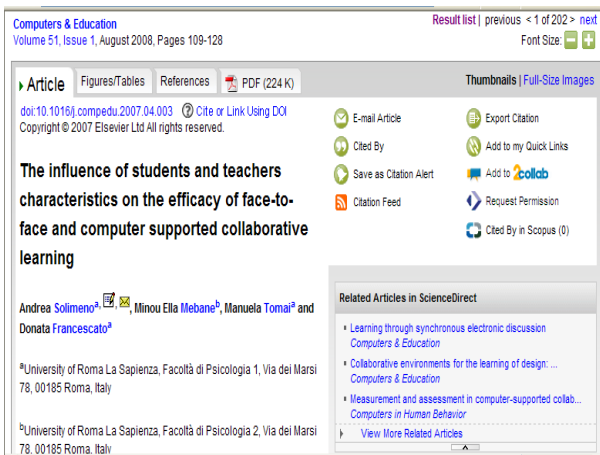 Computers & Education
Volume 51, Issue 1, August 2008, Pages 109-128
Result list | previous < 1 of 202 > next
Font Size:
Article
Figures/Tables
References
PDF (224 K)
Thumbnails | Full-Size Images
doi:10.1016/j.compedu.2007.04.003 Cite or Link Using DOI
Copyright © 2007 Elsevier Ltd All rights reserved.
The influence of students and teachers
characteristics on the efficacy of face-to-
face and computer supported collaborative
learning
Andrea Solimenoa, , Minou Ella Mebaneb, Manuela Tomaia and
Donata Francescatoa
aUniversity of Roma La Sapienza, Facoltà di Psicologia 1, Via dei Marsi
78, 00185 Roma, Italy
bUniversity of Roma La Sapienza, Facoltà di Psicologia 2, Via dei Marsi
78, 00185 Roma, Italy
E-mail Article
Cited By
Save as Citation Alert
Citation Feed
Export Citation
Add to my Quick Links
Add to 2collab
Request Permission
Cited By in Scopus (0)
Related Articles in ScienceDirect
Learning through synchronous electronic discussion
Computers & Education
Collaborative environments for the learning of design: ...
Computers & Education
Measurement and assessment in computer-supported collab...
Computers in Human Behavior
View More Related Articles